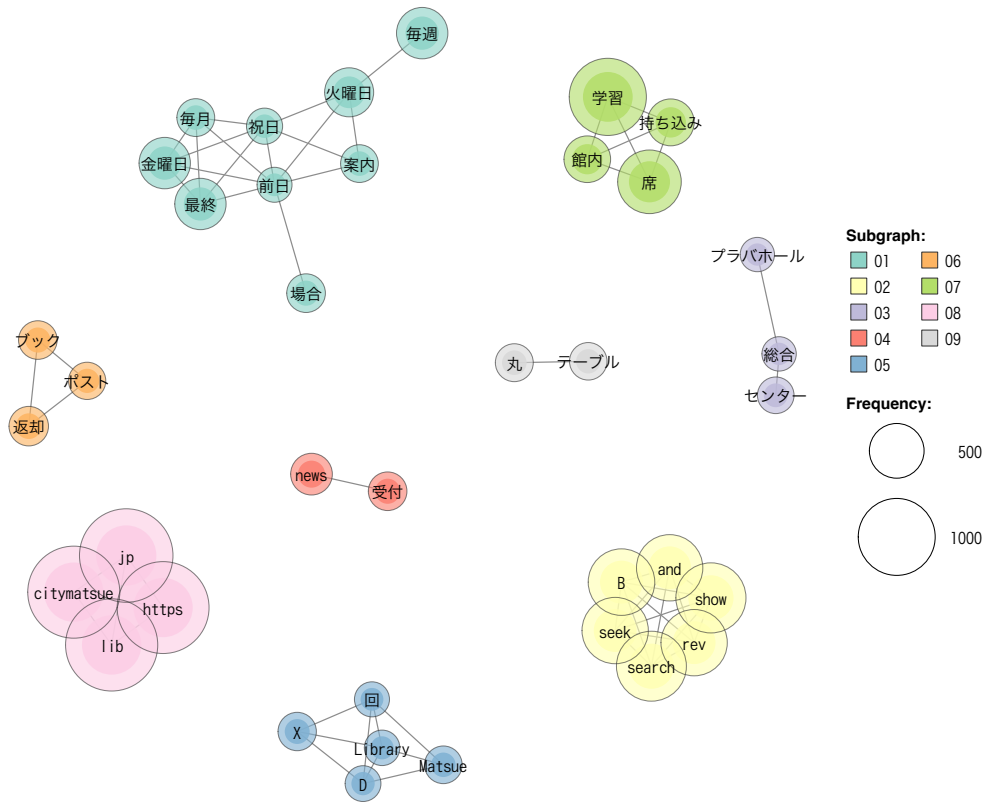 毎週
火曜日
毎月
祝日
金曜日
案内
前日
最終
場合
学習
持ち込み
館内
席
プラバホール
総合
センター
ブック
ポスト
返却
丸
テーブル
news
受付
jp
citymatsue
https
lib
and
B
show
seek
rev
search
回
X
Library
Matsue
D
Subgraph:
01
06
02
07
03
08
04
09
05
Frequency:
500
1000